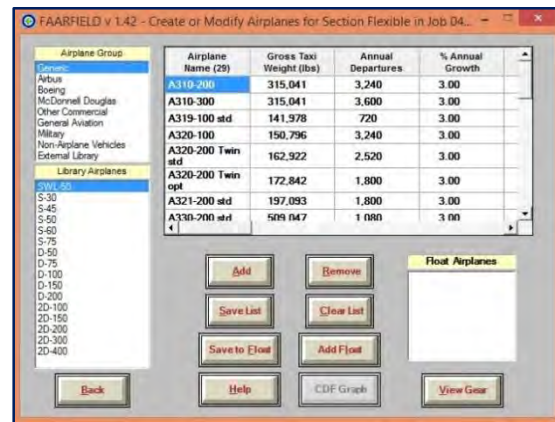 FAARFIELD v 1.42 - Create or Modify Airplanes for Section Flexible in Job 04...
Airplane Group
Generic
Airbus
Boeing
McDonnell Douglas
Other Commercial
General Aviation
Military
Non-Airplane Vehicles
External Library
Library Airplanes
SWL-50
S-30
S-45
S-50
S-60
S-75
D-50
D-75
D-100
D-150
D-200
2D-100
2D-150
2D-200
2D-300
2D-400
Airplane Name (29) Gross Taxi Weight (lbs) Annual Departures % Annual Growth
A310-200 315,041 3,240 3.00
A310-300 315,041 3,600 3.00
A319-100 std 141,978 720 3.00
A320-100 150,796 3,240 3.00
A320-200 Twin std 162,922 2,520 3.00
A320-200 Twin opt 172,842 1,800 3.00
A321-200 std 197,093 1,800 3.00
A330-200 std 509,047 1,080 3.00
Add Remove
Save List Clear List
Save to Float Add Float
Float Airplanes
Back Help CDF Graph View Gear